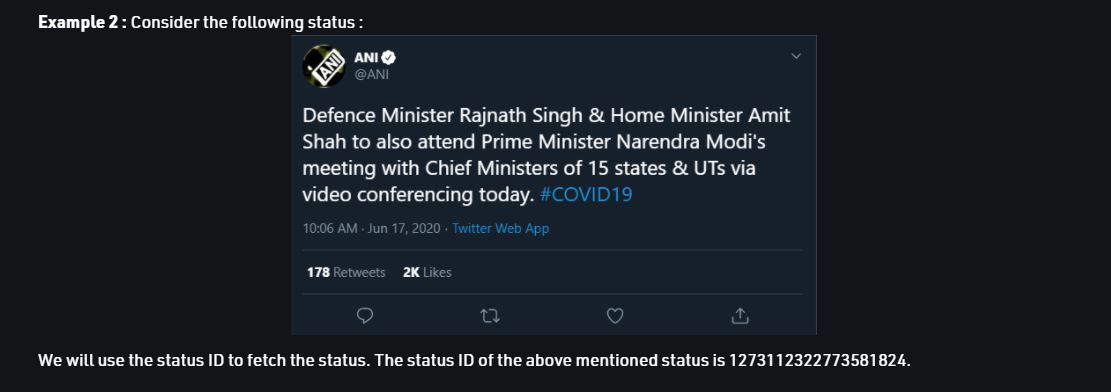 Example 2 : Consider the following status :
ANI
ANI
@ANI
Defence Minister Rajnath Singh & Home Minister Amit
Shah to also attend Prime Minister Narendra Modi's
meeting with Chief Ministers of 15 states & UTs via
video conferencing today. #COVID19
10:06 AM · Jun 17, 2020 · Twitter Web App
178 Retweets 2K Likes
We will use the status ID to fetch the status. The status ID of the above mentioned status is 1273112322773581824.